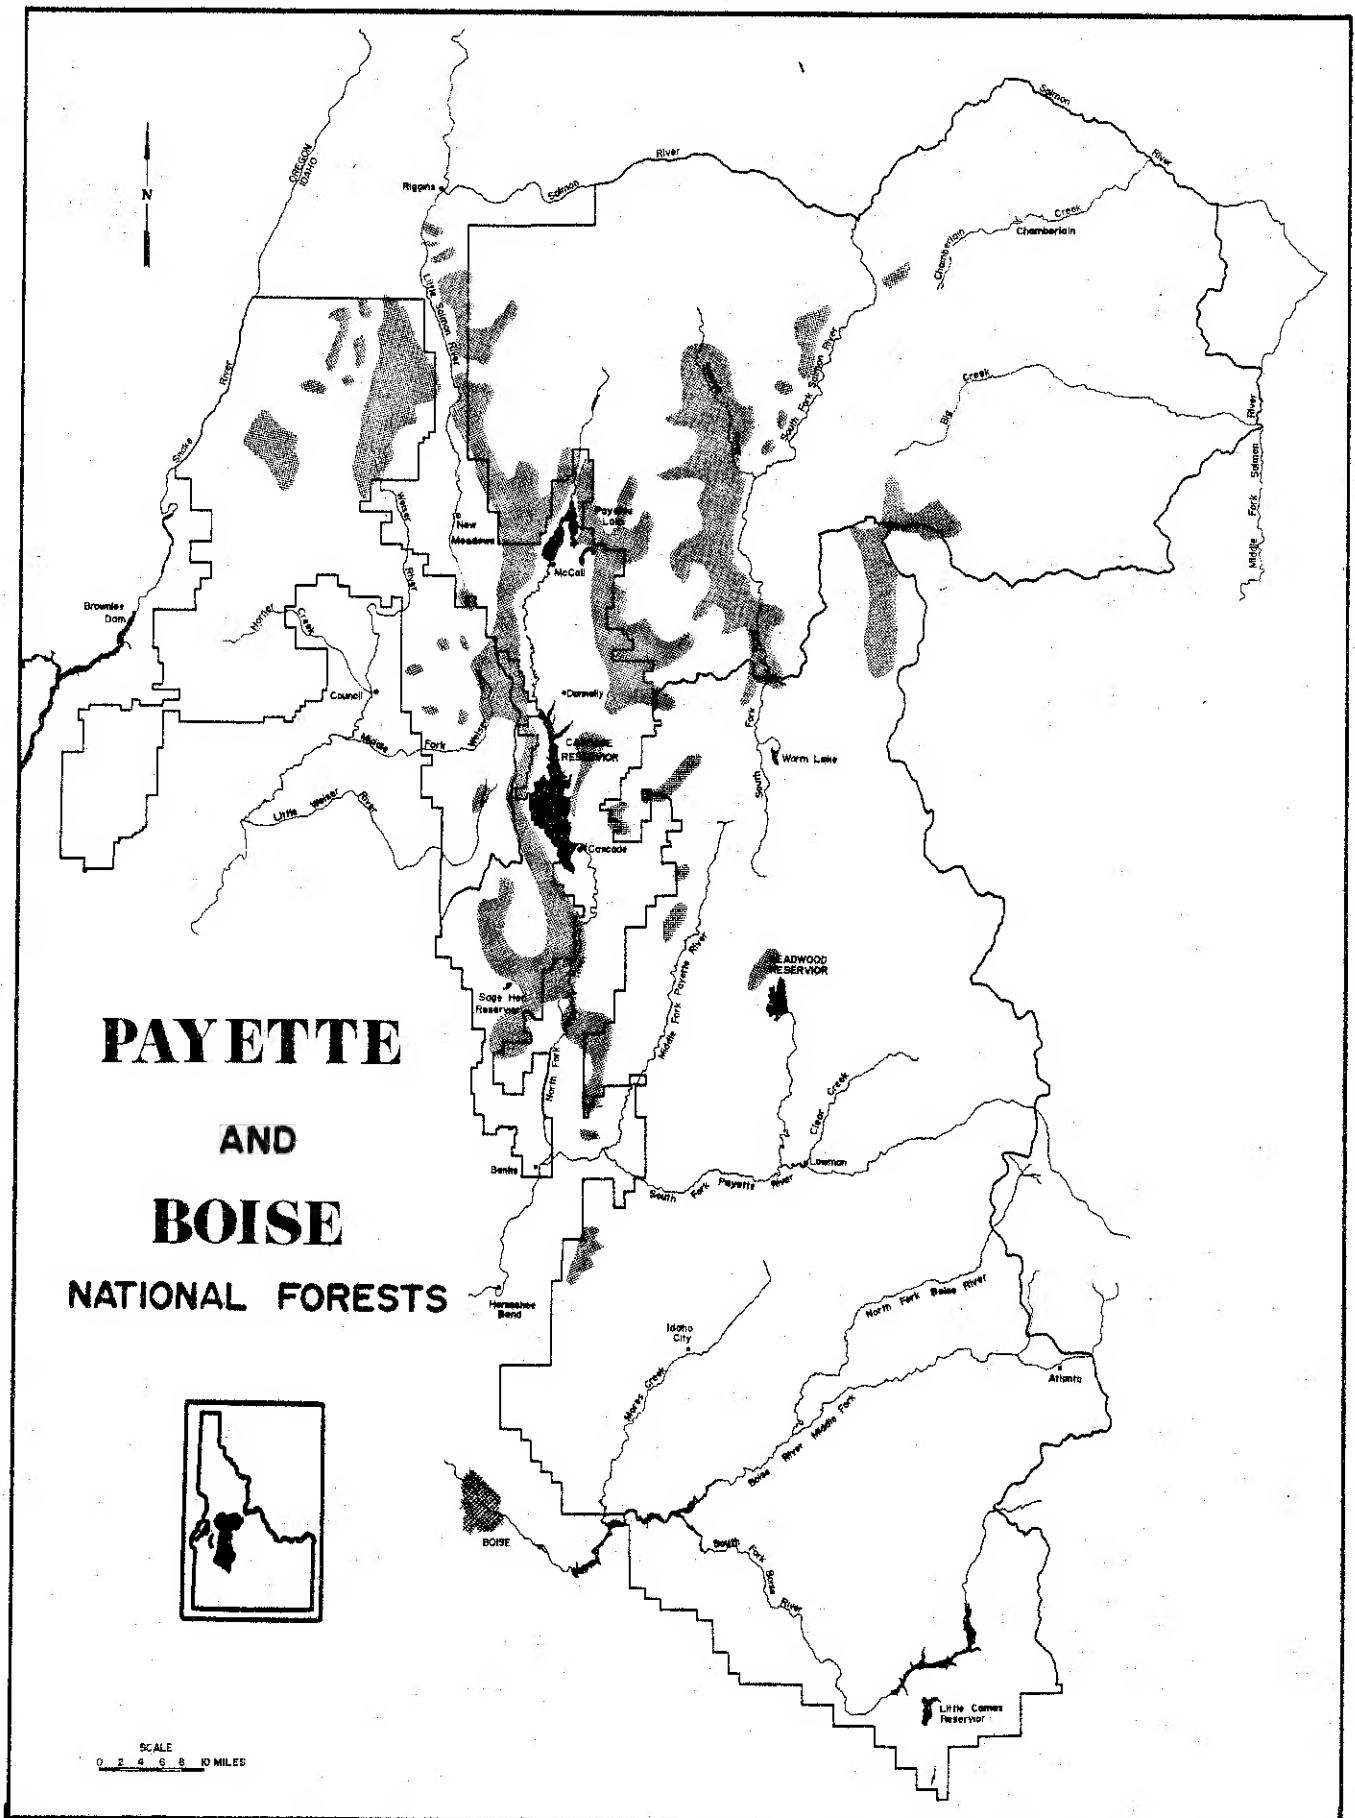 Salmon
River
River
Salmon
Riggins
OREGON
IDAHO
N
Chamberlain
Creek
Chamberlain
Little Salmon River
River
Snake
South Fork Salmon River
Big
Creek
River
Salmon
Fork
Middle
Weiser
River
New
Meadows
Payette
Lake
McCall
Brownlee
Dam
Hornet
Creek
Council
Donnelly
Middle
Fork
Weiser
CASCADE
RESERVIOR
Fork
South
Warm Lake
Little
Weiser
River
Cascade
Middle Fork Payette River
DEADWOOD
RESERVIOR
Sage Hen
Reservior
PAYETTE
AND
BOISE
NATIONAL FORESTS
North Fork
Clear Creek
Banks
Lowman
South Fork Payette River
Horseshoe
Bend
North Fork Boise River
Idaho
City
Mores Creek
Atlanta
Boise River Middle Fork
BOISE
South Fork Boise River
Little Camas
Reservior
SCALE
0 2 4 6 8 10 MILES